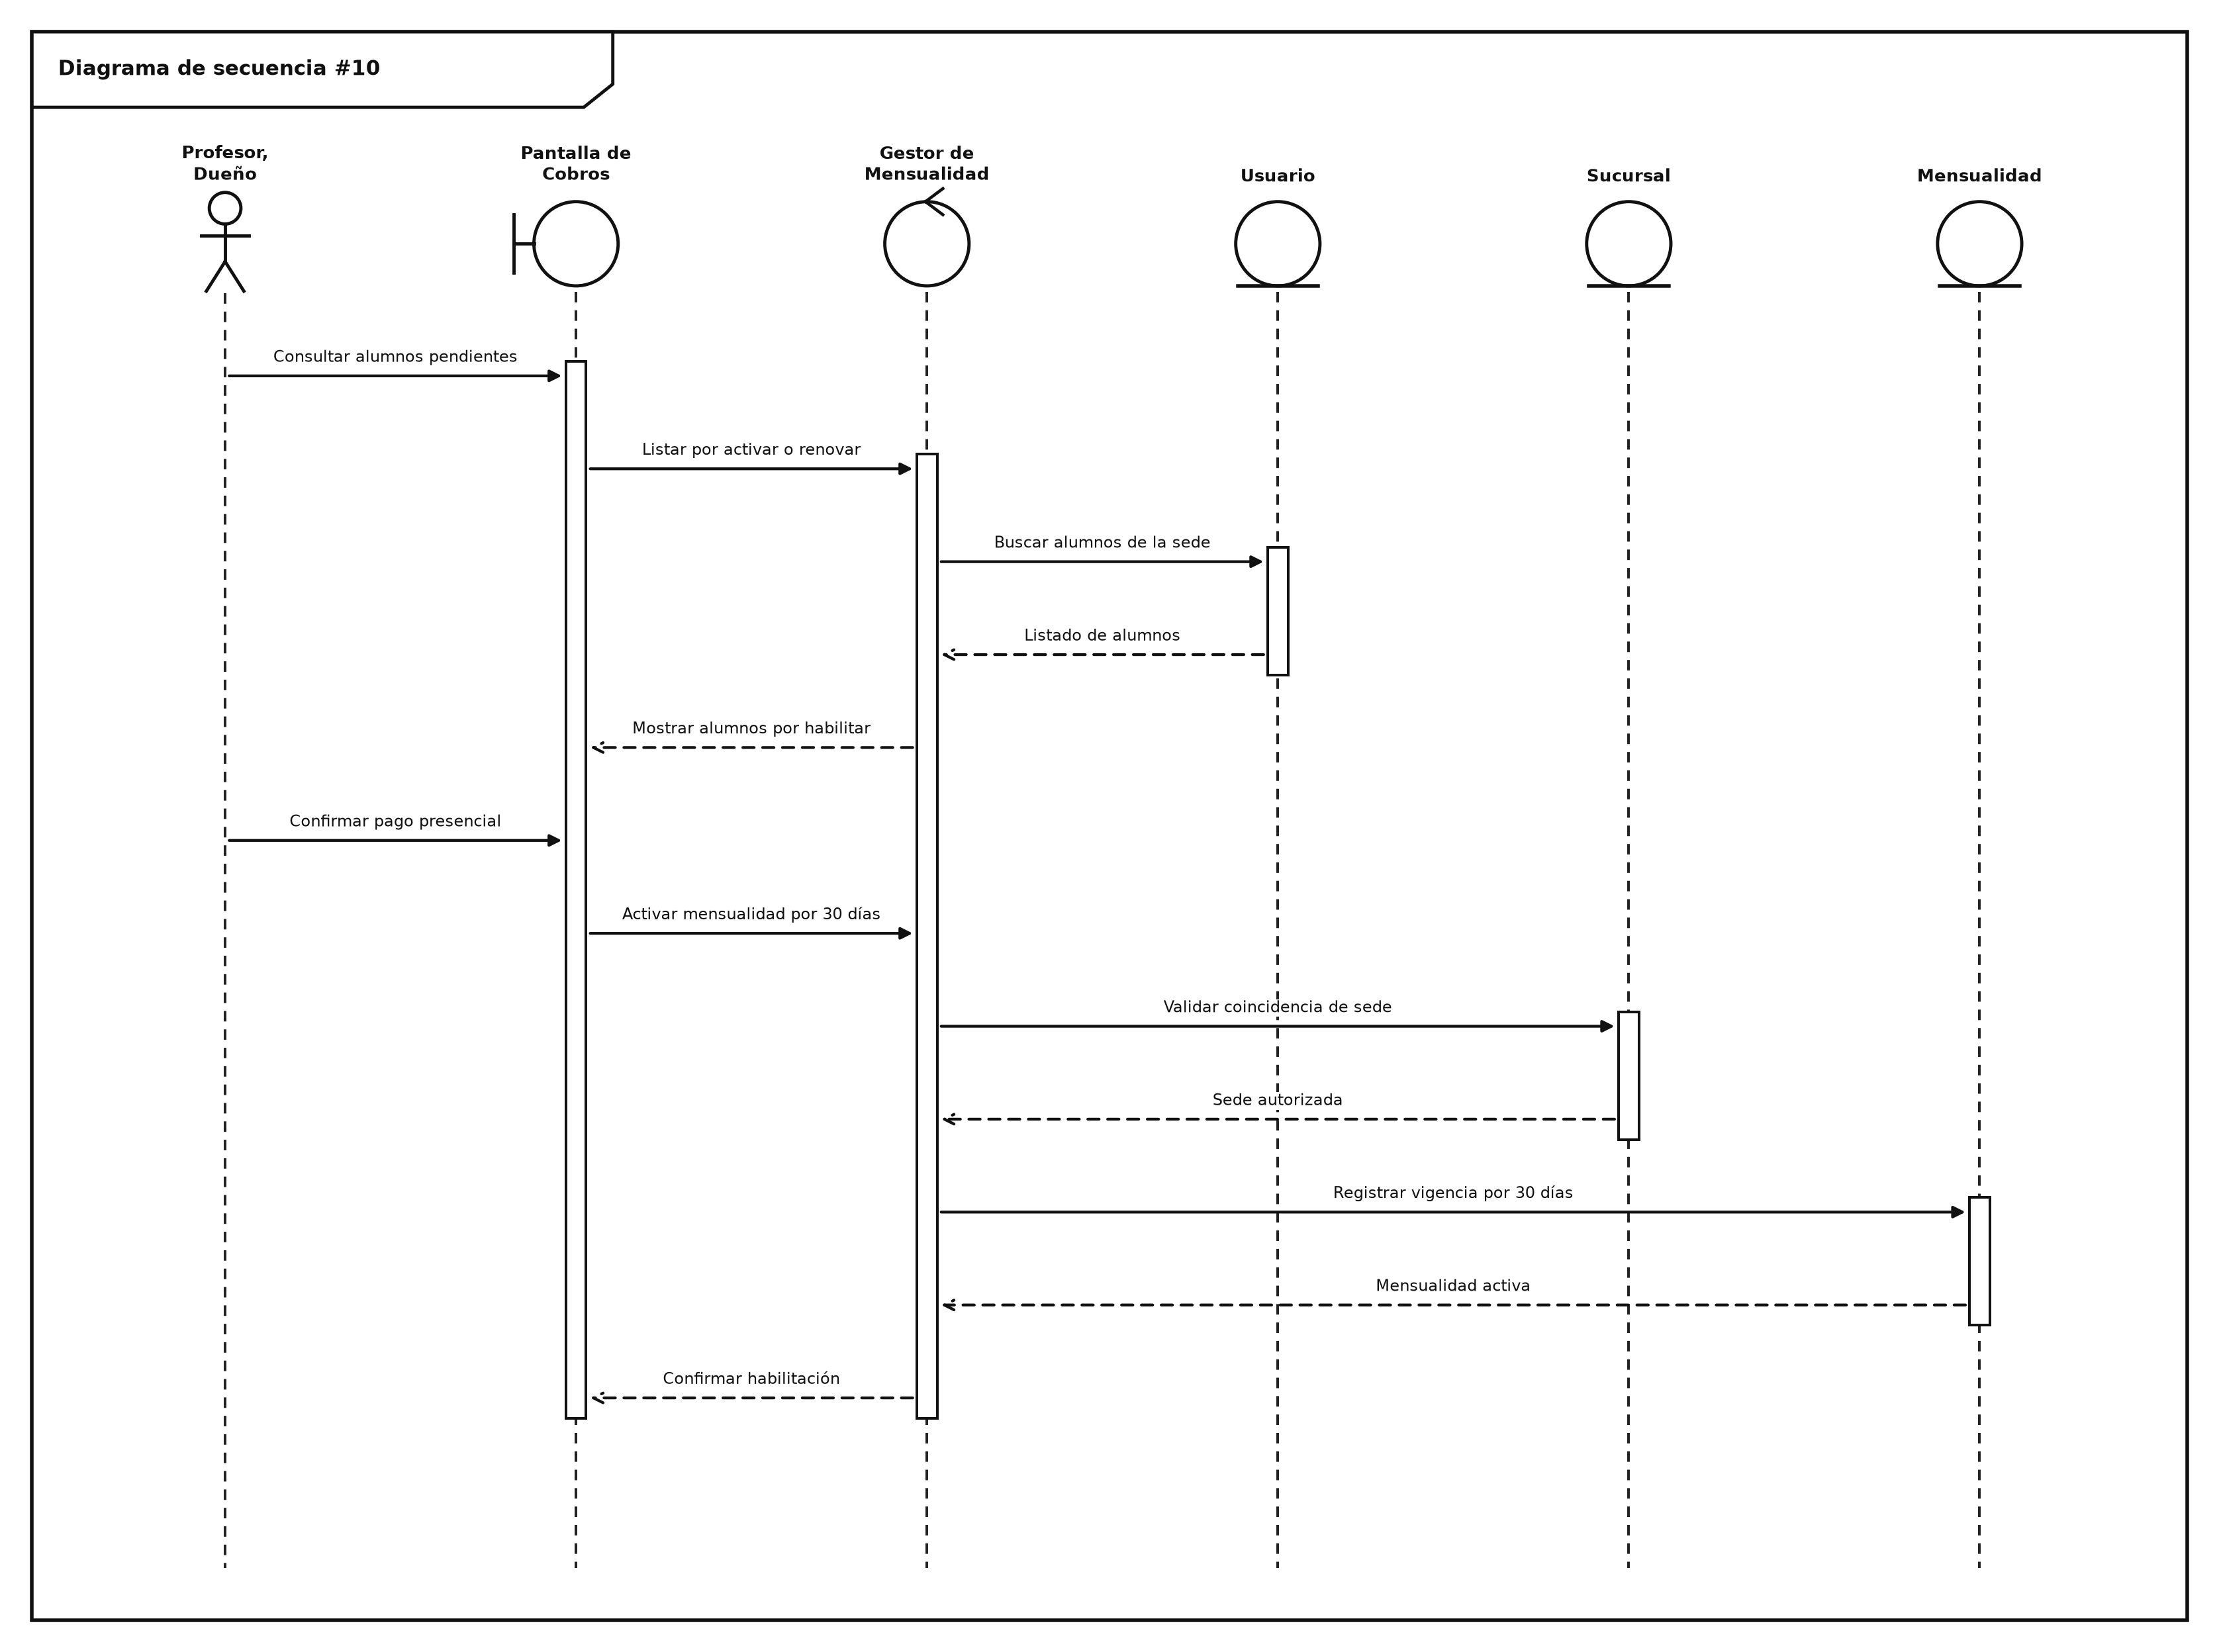 Diagrama de secuencia #10
Profesor,
Dueño
Pantalla de
Cobros
Gestor de
Mensualidad
Usuario
Sucursal
Mensualidad
Consultar alumnos pendientes
Listar por activar o renovar
Buscar alumnos de la sede
Listado de alumnos
Mostrar alumnos por habilitar
Confirmar pago presencial
Activar mensualidad por 30 días
Validar coincidencia de sede
Sede autorizada
Registrar vigencia por 30 días
Mensualidad activa
Confirmar habilitación